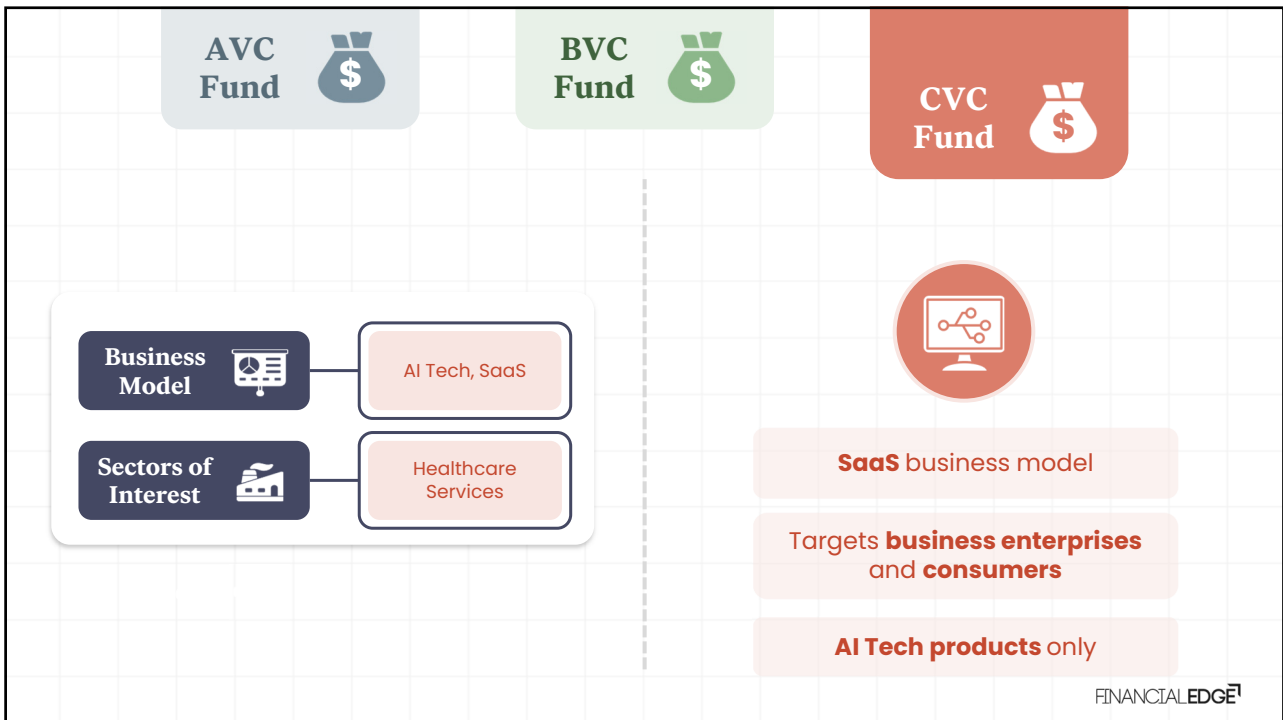 AVC
Fund
$
BVC
Fund
$
CVC
Fund
$
Business
Model
AI Tech, SaaS
Sectors of
Interest
Healthcare
Services
SaaS business model
Targets business enterprises
and consumers
AI Tech products only
FINANCIALEDGE